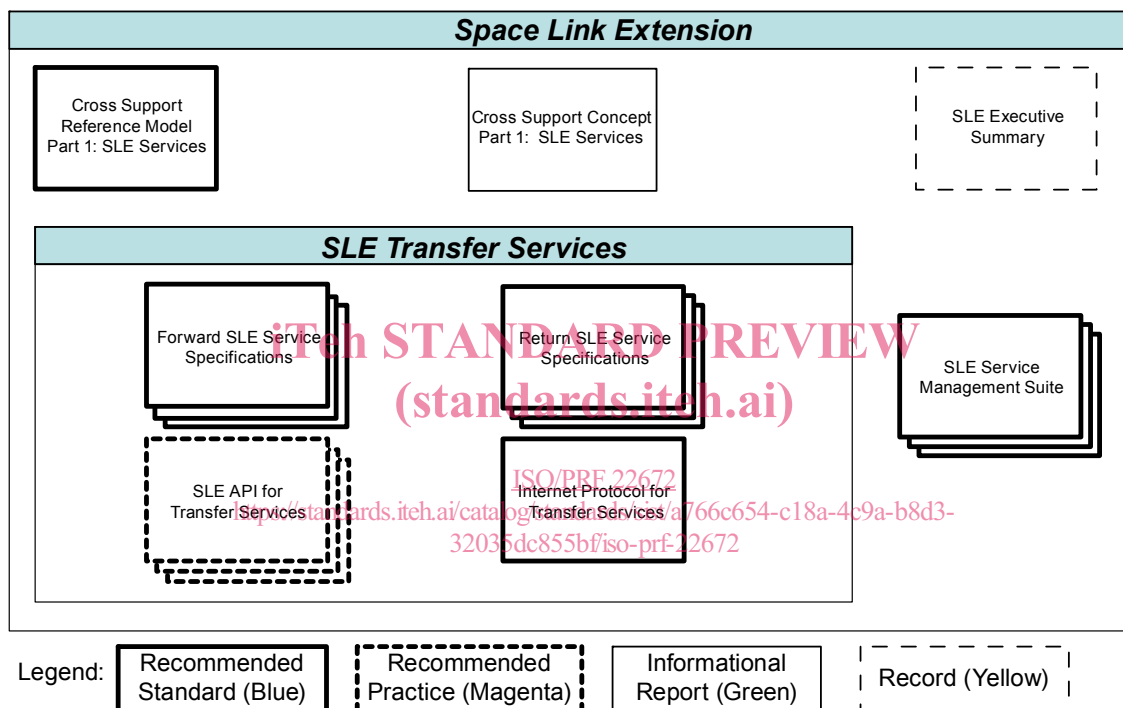 Space Link Extension
Cross Support
Reference Model
Part 1: SLE Services
Cross Support Concept
Part 1: SLE Services
SLE Executive
Summary
SLE Transfer Services
Forward SLE Service
Specifications
Return SLE Service
Specifications
SLE Service
Management Suite
iTeh STANDARD PREVIEW
(standards.iteh.ai)
SLE API for
Transfer Services
Internet Protocol for
Transfer Services
ISO/PRF 22672
https://standards.iteh.ai/catalog/standards/sist/a766c654-c18a-4c9a-b8d3-
32035dc855bf/iso-prf-22672
Legend:
Recommended
Standard (Blue)
Recommended
Practice (Magenta)
Informational
Report (Green)
Record (Yellow)